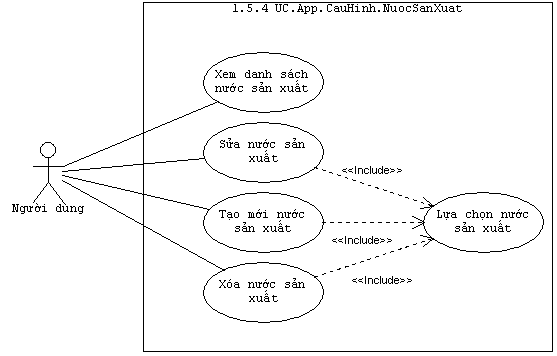 1.5.4 UC.App.CauHinh.NuocSanXuat
Xem danh sách
nước sản xuất
Sửa nước sản
xuất
<<Include>>
Người dùng
Tạo mới nước
sản xuất
Lựa chọn nước
sản xuất
<<Include>>
Xóa nước sản
xuất
<<Include>>